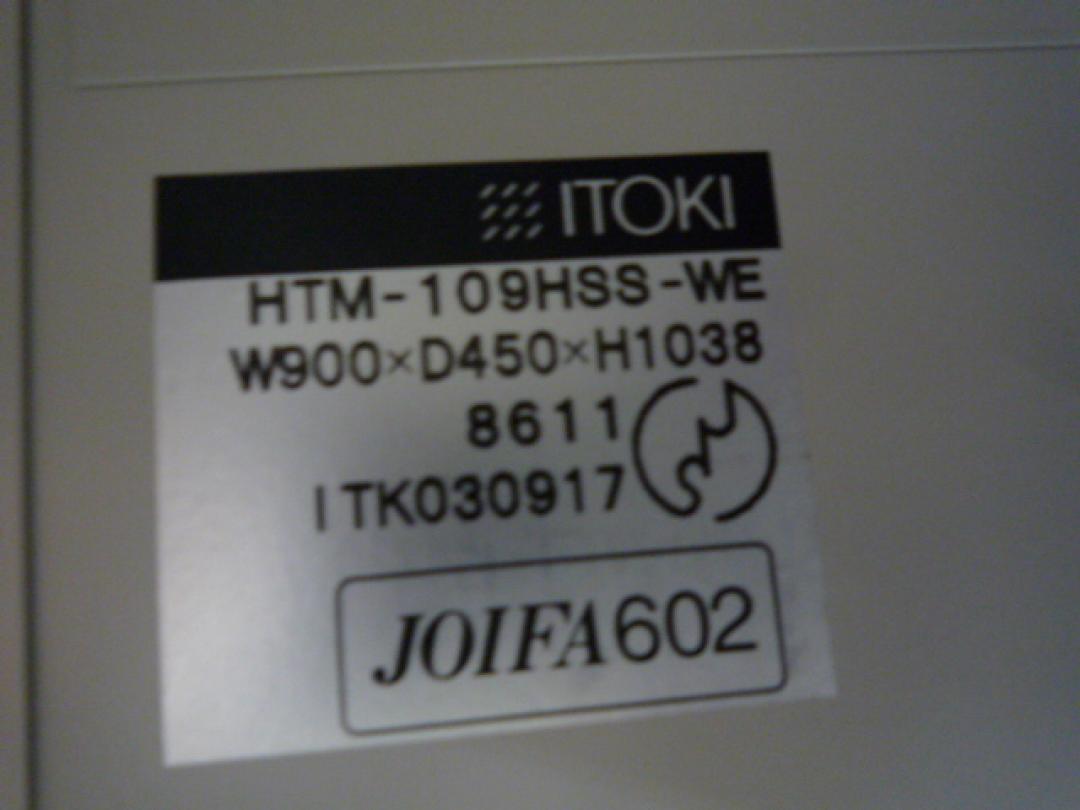 ITOKI
HTM-109HSS-WE
W900×D450×H1038
8611
ITK030917
JOIFA602